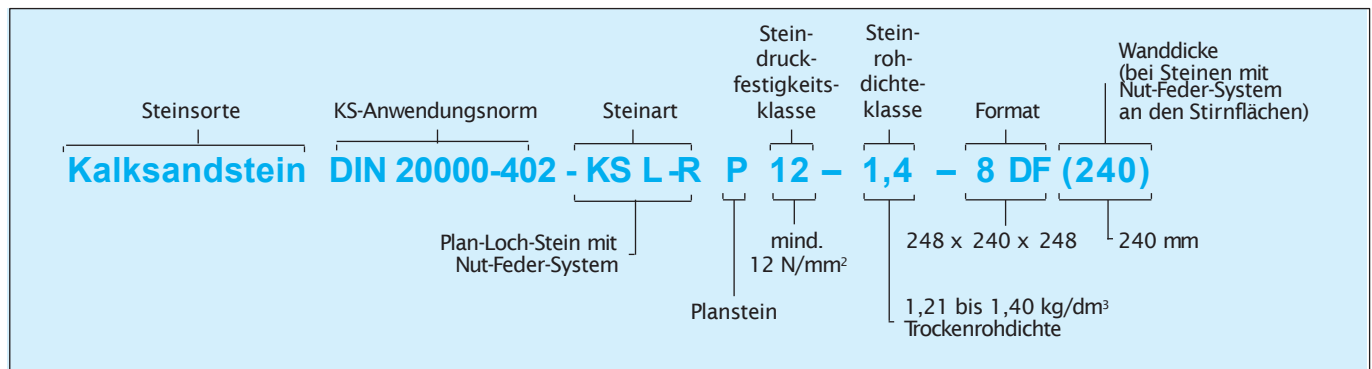 Stein-
druck-
festigkeits-
klasse
Stein-
roh-
dichte-
klasse
Wanddicke
(bei Steinen mit
Nut-Feder-System
an den Stirnflächen)
Steinsorte
KS-Anwendungsnorm
Steinart
Format
Kalksandstein DIN 20000-402 - KS L -R P 12 – 1,4 – 8 DF (240)
Plan-Loch-Stein mit
Nut-Feder-System
Planstein
mind.
12 N/mm²
1,21 bis 1,40 kg/dm³
Trockenrohdichte
248 x 240 x 248
240 mm